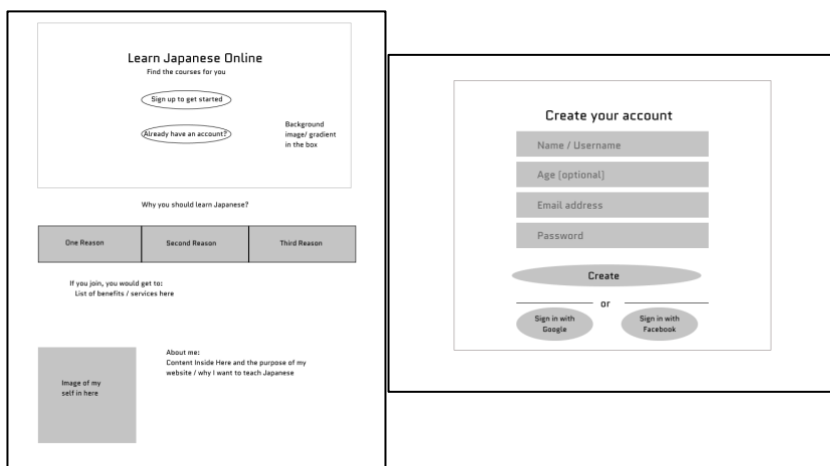 Learn Japanese Online
Find the courses for you
Sign up to get started
Already have an account?
Background
image/ gradient
in the box
Why you should learn Japanese?
One Reason
Second Reason
Third Reason
If you join, you would get to:
List of benefits / services here
Image of my
self in here
About me:
Content Inside Here and the purpose of my
website / why I want to teach Japanese
Create your account
Name / Username
Age (optional)
Email address
Password
Create
or
Sign in with
Google
Sign in with
Facebook